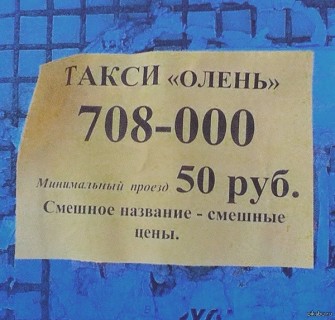 ТАКСИ «ОЛЕНЬ»
708-000
Минимальный проезд 50 руб.
Смешное название - смешные
цены.